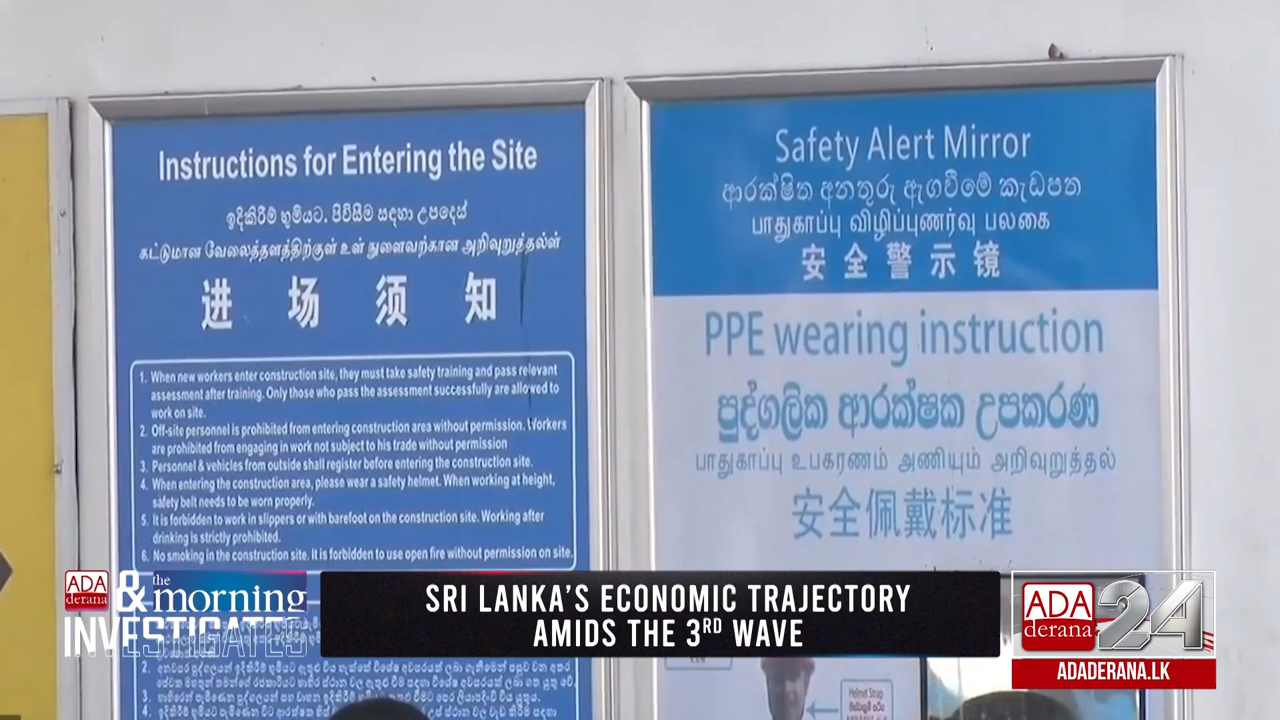 Instructions for Entering the Site
ඉදිකිරීම් භූමියට. පිවිසීම සඳහා උපදෙස්
கட்டுமான வேலைத்தளத்திற்குள் உள் நுளைவற்கான அறிவுறுத்தல்ள்
进 场 须 知
1. When new workers enter construction site, they must take safety training and pass relevant
assessment after training. Only those who pass the assessment successfully are allowed to
work on site.
2. Off-site personnel is prohibited from entering construction area without permission. Workers
are prohibited from engaging in work not subject to his trade without permission
3. Personnel & vehicles from outside shall register before entering the construction site.
4. When entering the construction area, please wear a safety helmet. When working at height,
safety belt needs to be worn properly.
5. It is forbidden to work in slippers or with barefoot on the construction site. Working after
drinking is strictly prohibited.
6. No smoking in the construction site. It is forbidden to use open fire without permission on site.
Safety Alert Mirror
ආරක්ෂිත අනතුරු ඇගවීමේ කැඩපත
பாதுகாப்பு விழிப்புணர்வு பலகை
安 全 警 示 镜
PPE wearing instruction
පුද්ගලික ආරක්ෂක උපකරණ
பாதுகாப்பு உபகரணம் அணியும் அறிவுறுத்தல்
安全佩戴标准
Helmet Strap
ADA
derana
& the
morning
INVESTIGATES
SRI LANKA'S ECONOMIC TRAJECTORY
AMIDS THE 3RD WAVE
ADA
derana
24
ADADERANA.LK